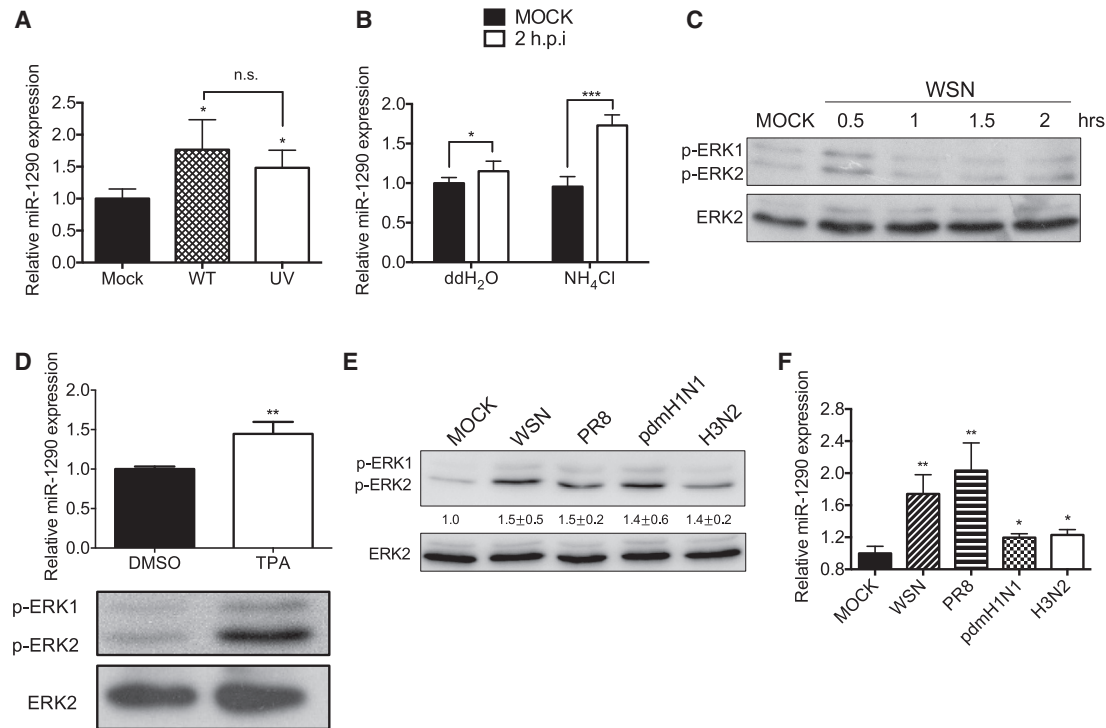 A
Relative miR-1290 expression
2.5
2.0
1.5
1.0
0.5
0.0
n.s.
*
*
Mock WT UV
B
MOCK
2 h.p.i
Relative miR-1290 expression
2.0
1.5
1.0
0.5
0.0
*
***
ddH₂O NH₄Cl
C
WSN
MOCK 0.5 1 1.5 2 hrs
p-ERK1
p-ERK2
ERK2
D
Relative miR-1290 expression
2.0
1.5
1.0
0.5
0.0
**
DMSO TPA
p-ERK1
p-ERK2
ERK2
E
MOCK WSN PR8 pdmH1N1 H3N2
p-ERK1
p-ERK2
1.0 1.5±0.5 1.5±0.2 1.4±0.6 1.4±0.2
ERK2
F
Relative miR-1290 expression
2.8
2.4
2.0
1.6
1.2
0.8
**
**
*
*
MOCK WSN PR8 pdmH1N1 H3N2